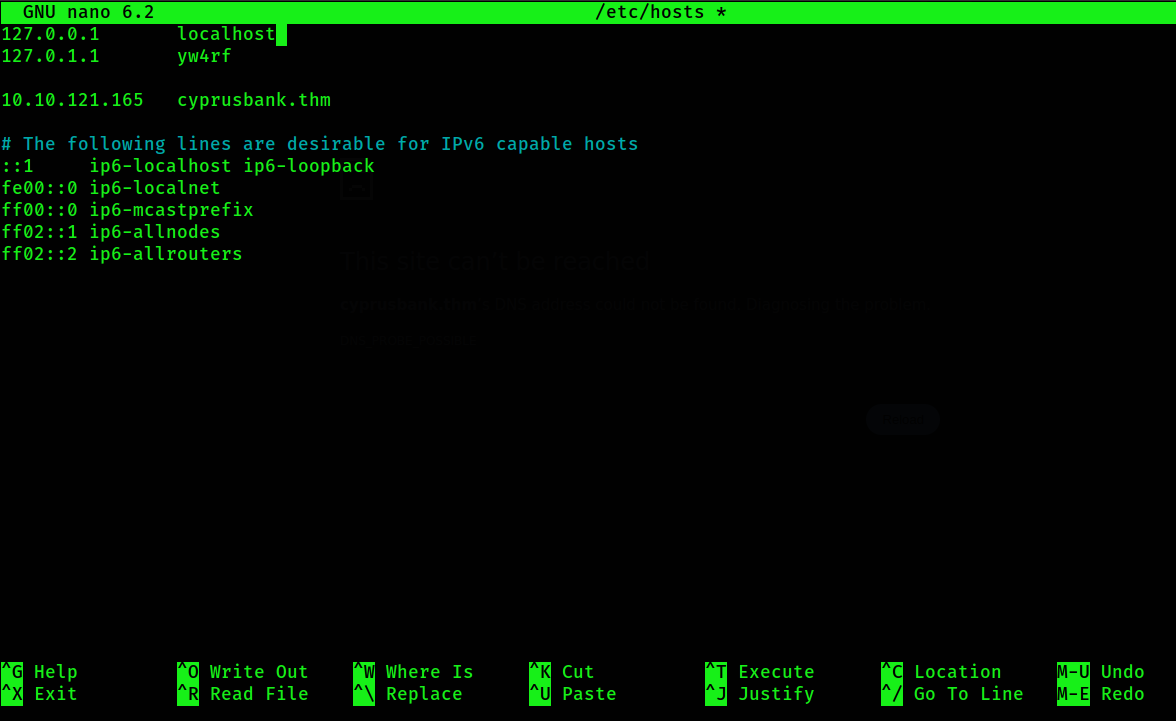 GNU nano 6.2 /etc/hosts *
127.0.0.1 localhost
127.0.1.1 yw4rf
10.10.121.165 cyprusbank.thm
# The following lines are desirable for IPv6 capable hosts
::1 ip6-localhost ip6-loopback
fe00::0 ip6-localnet
ff00::0 ip6-mcastprefix
ff02::1 ip6-allnodes
ff02::2 ip6-allrouters
This site can't be reached
^G Help ^O Write Out ^W Where Is ^K Cut ^T Execute ^C Location M-U Undo
^X Exit ^R Read File ^\ Replace ^U Paste ^J Justify ^/ Go To Line M-E Redo